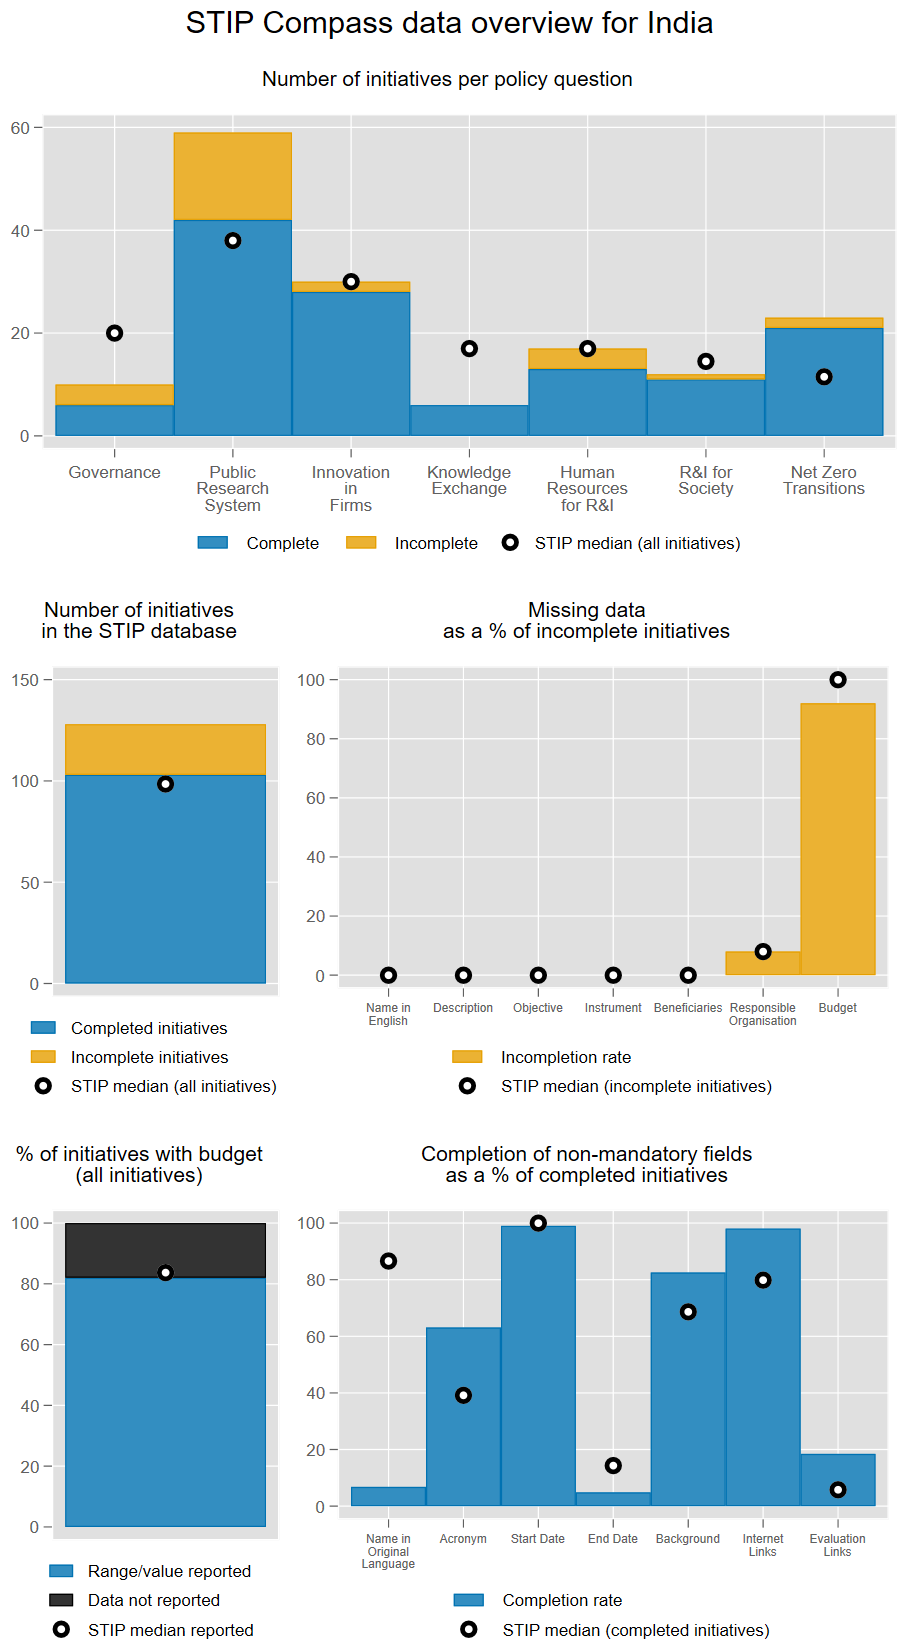 STIP Compass data overview for India
Number of initiatives per policy question
60
40
20
0
Governance
Public
Research
System
Innovation
in
Firms
Knowledge
Exchange
Human
Resources
for R&I
R&I for
Society
Net Zero
Transitions
Complete
Incomplete
STIP median (all initiatives)
Number of initiatives
in the STIP database
150
100
50
0
Completed initiatives
Incomplete initiatives
STIP median (all initiatives)
Missing data
as a % of incomplete initiatives
100
80
60
40
20
0
Name in
English
Description
Objective
Instrument
Beneficiaries
Responsible
Organisation
Budget
Incompletion rate
STIP median (incomplete initiatives)
% of initiatives with budget
(all initiatives)
100
80
60
40
20
0
Range/value reported
Data not reported
STIP median reported
Completion of non-mandatory fields
as a % of completed initiatives
100
80
60
40
20
0
Name in
Original
Language
Acronym
Start Date
End Date
Background
Internet
Links
Evaluation
Links
Completion rate
STIP median (completed initiatives)